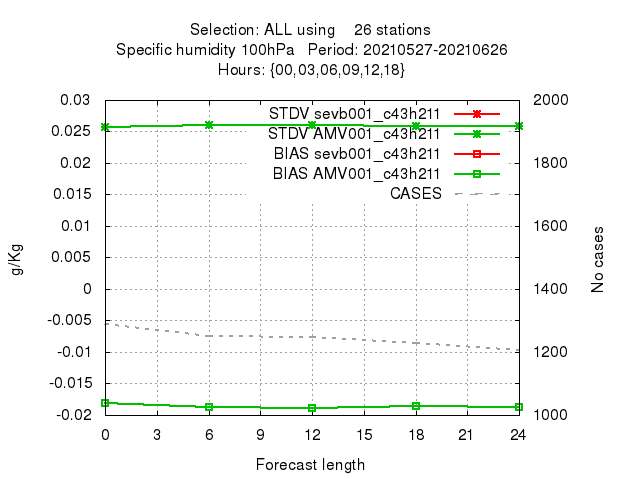 Selection: ALL using 26 stations
Specific humidity 100hPa Period: 20210527-20210626
Hours: {00,03,06,09,12,18}
0.03
0.025
0.02
0.015
0.01
0.005
0
-0.005
-0.01
-0.015
-0.02
g/Kg
STDV sevb001_c43h211
STDV AMV001_c43h211
BIAS sevb001_c43h211
BIAS AMV001_c43h211
CASES
2000
1800
1600
1400
1200
1000
No cases
0 3 6 9 12 15 18 21 24
Forecast length